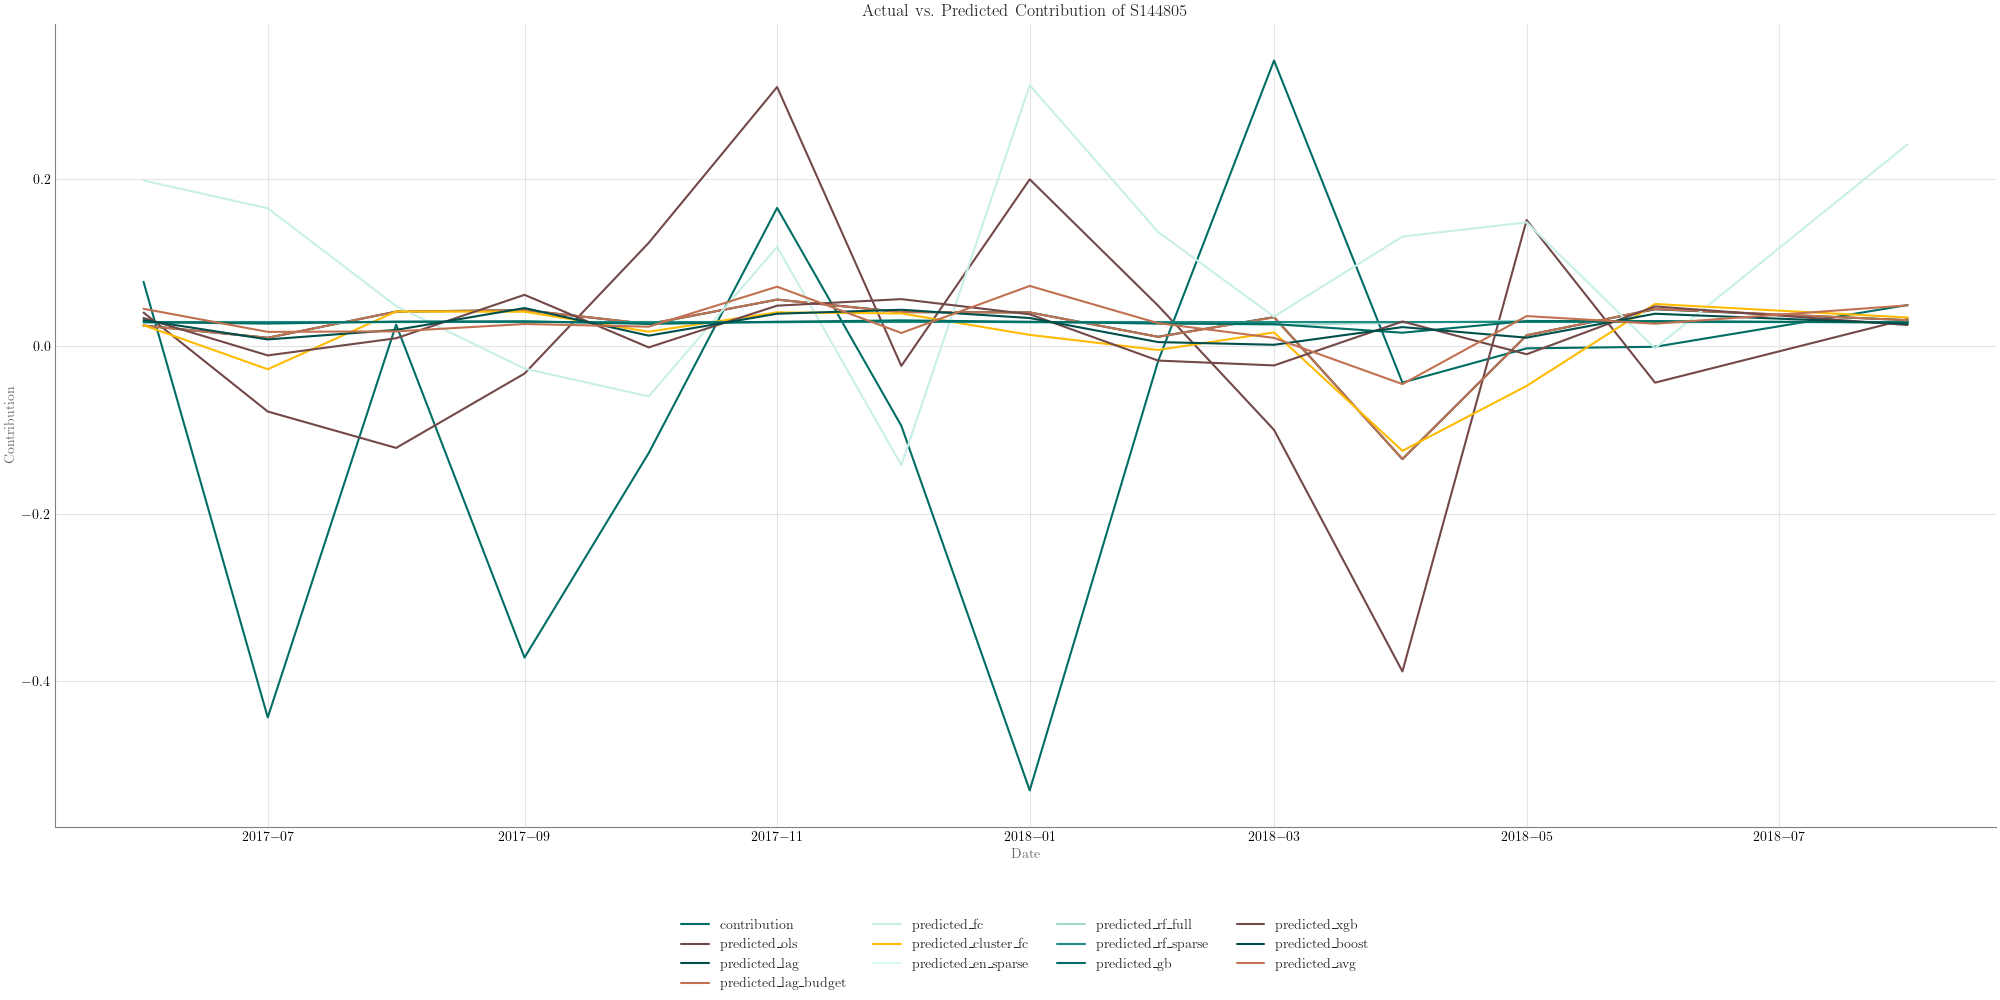 Actual vs. Predicted Contribution of S144805
Contribution
0.2
0.0
−0.2
−0.4
2017−07 2017−09 2017−11 2018−01 2018−03 2018−05 2018−07
Date
contribution predicted_fc predicted_rf_full predicted_xgb
predicted_ols predicted_cluster_fc predicted_rf_sparse predicted_boost
predicted_lag predicted_en_sparse predicted_gb predicted_avg
predicted_lag_budget